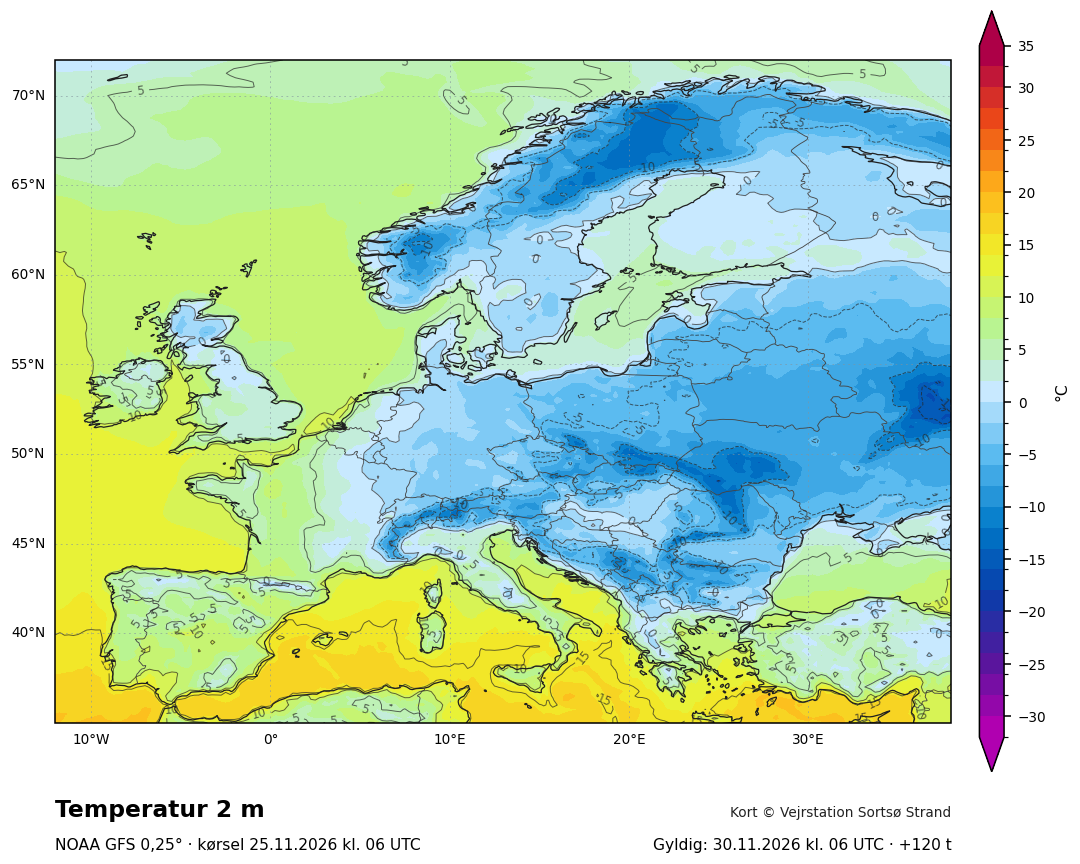 35
30
25
20
15
10
5
0
−5
−10
−15
−20
−25
−30
°C
70°N
65°N
60°N
55°N
50°N
45°N
40°N
10°W
0°
10°E
20°E
30°E
Temperatur 2 m
Kort © Vejrstation Sortsø Strand
NOAA GFS 0,25° · kørsel 25.11.2026 kl. 06 UTC
Gyldig: 30.11.2026 kl. 06 UTC · +120 t